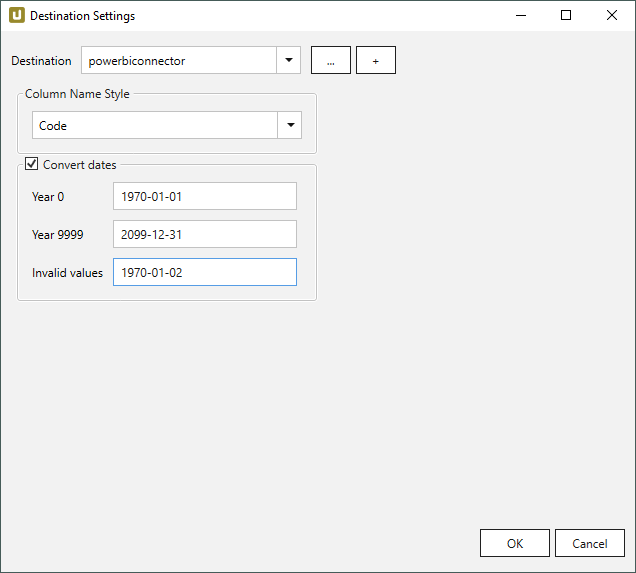 Destination Settings
Destination powerbiconnector ... +
Column Name Style
Code
Convert dates
Year 0 1970-01-01
Year 9999 2099-12-31
Invalid values 1970-01-02
OK Cancel